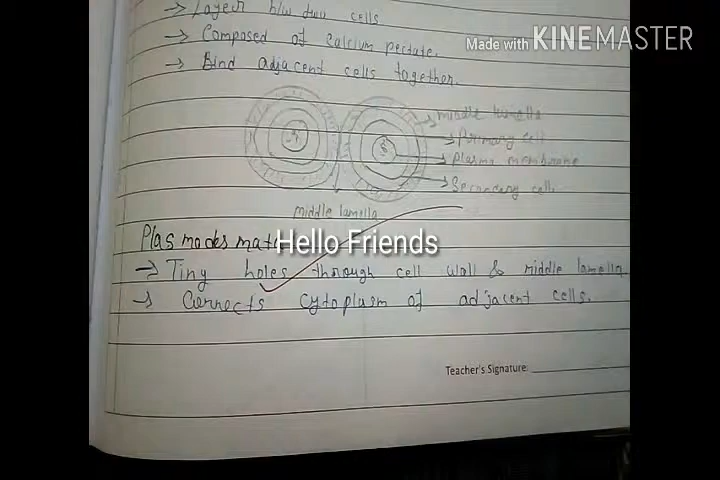 → Layer b/w two cells
→ Composed of calcium pectate.
→ Bind adjacent cells together.
Made with KINEMASTER
A
B
→ middle lamella
→ Primary cell
→ Plasma membrane
→ Secondary cell
middle lamella
Plasmodesmata
Hello Friends
→ Tiny holes through cell wall & middle lamella
→ Connects cytoplasm of adjacent cells.
Teacher's Signature: